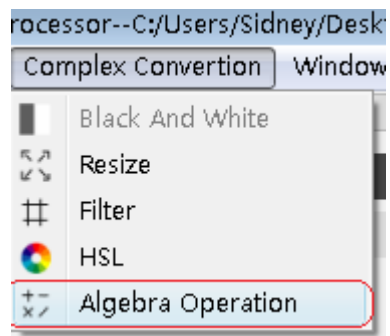 rocessor--C:/Users/Sidney/Desk
Complex Convertion Window
Black And White
Resize
Filter
HSL
Algebra Operation